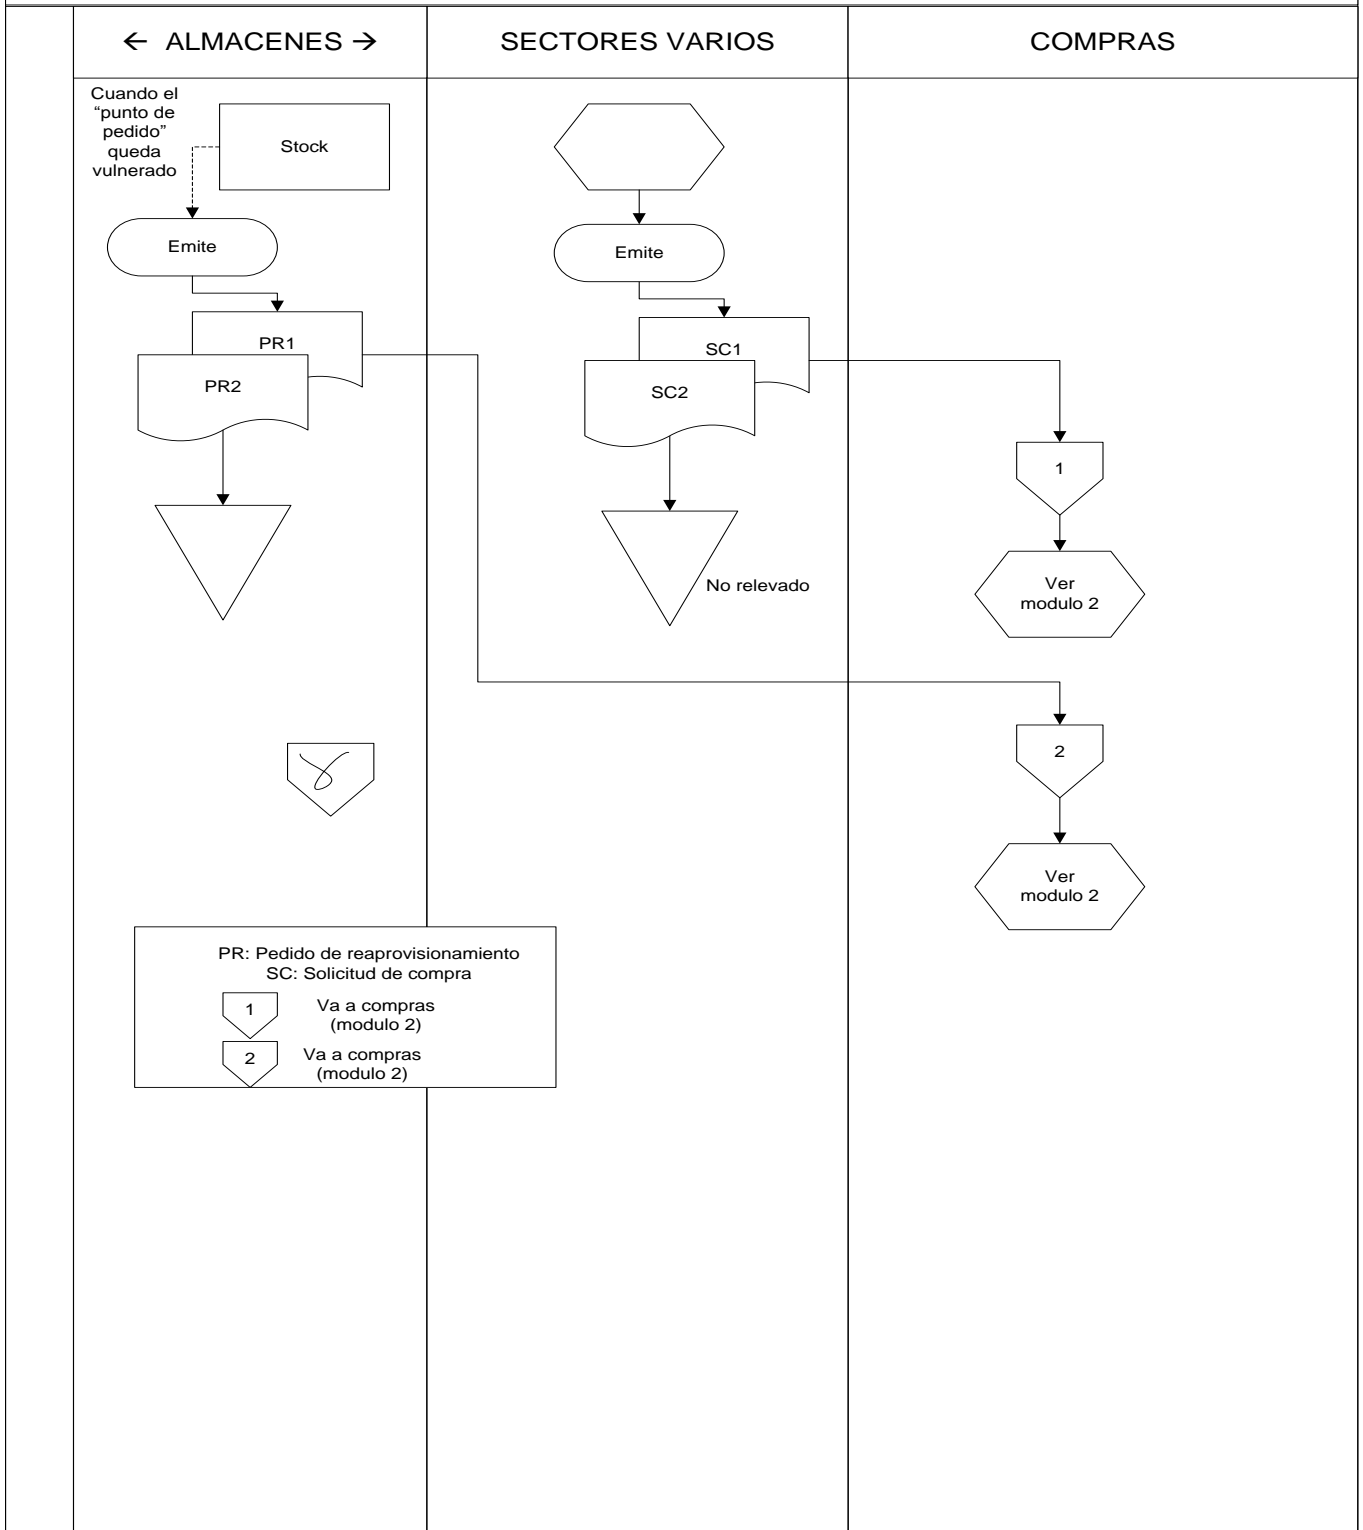 ← ALMACENES →
SECTORES VARIOS
COMPRAS
Cuando el
“punto de
pedido”
queda
vulnerado
Stock
Emite
PR1
PR2
Emite
SC1
SC2
No relevado
1
Ver
modulo 2
2
Ver
modulo 2
PR: Pedido de reaprovisionamiento
SC: Solicitud de compra
1
Va a compras
(modulo 2)
2
Va a compras
(modulo 2)